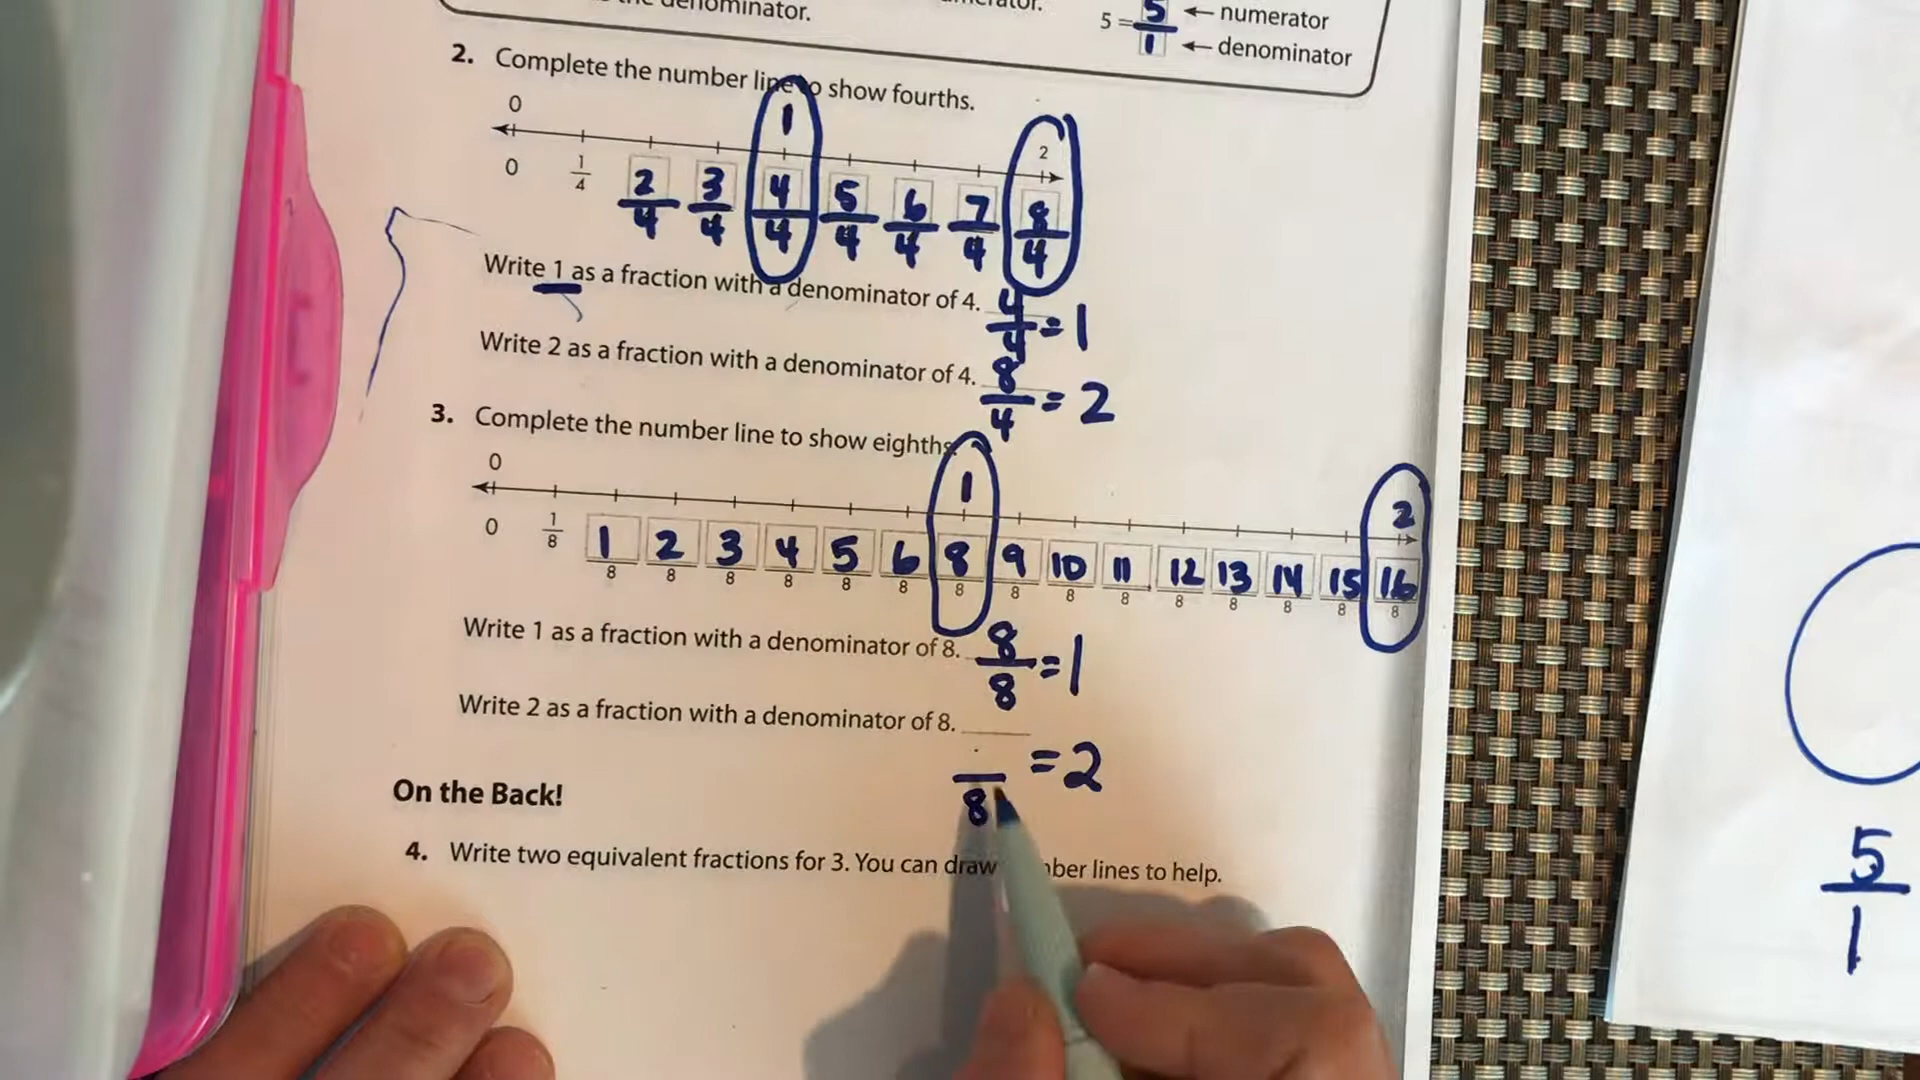 the denominator.
5 = 5/1 ← numerator
← denominator
2. Complete the number line to show fourths.
0 1 2
0 1/4 2/4 3/4 4/4 5/4 6/4 7/4 8/4
Write 1 as a fraction with a denominator of 4. 4/4 = 1
Write 2 as a fraction with a denominator of 4. 8/4 = 2
3. Complete the number line to show eighths
0 1 2
0 1/8 1/8 2/8 3/8 4/8 5/8 6/8 8/8 9/8 10/8 11/8 12/8 13/8 14/8 15/8 16/8
Write 1 as a fraction with a denominator of 8. 8/8 = 1
Write 2 as a fraction with a denominator of 8. /8 = 2
On the Back!
4. Write two equivalent fractions for 3. You can draw lines to help.
5/1